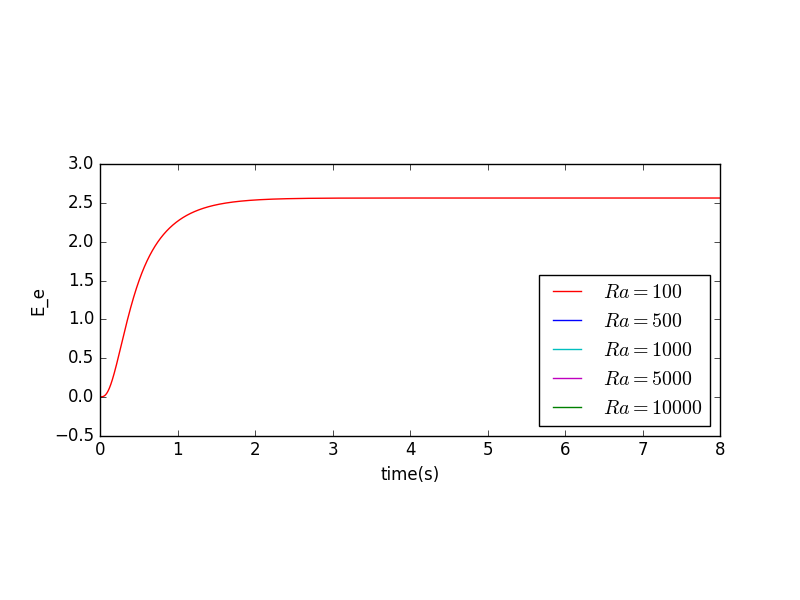 3.0
2.5
2.0
1.5
1.0
0.5
0.0
−0.5
E_e
0 1 2 3 4 5 6 7 8
time(s)
Ra = 100
Ra = 500
Ra = 1000
Ra = 5000
Ra = 10000